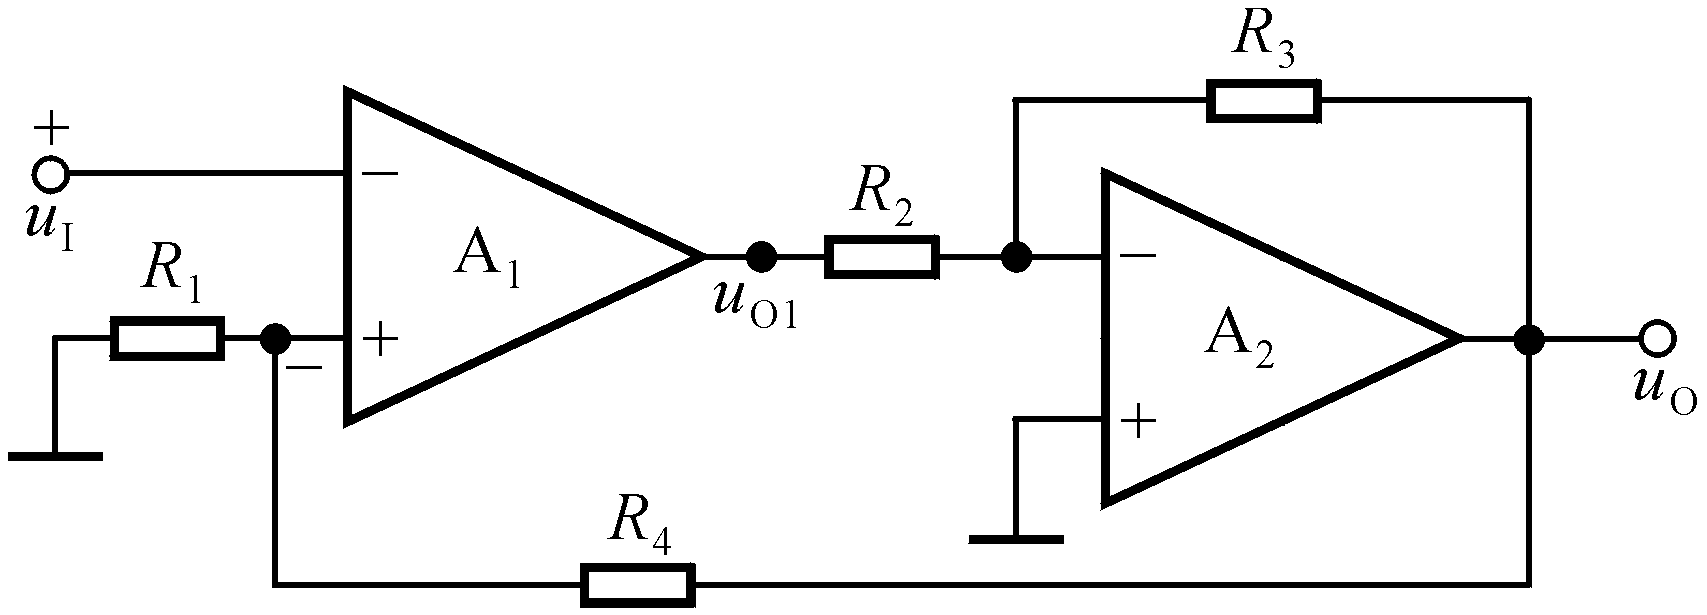 R3
+
uI
−
R2
A1
R1
uO1
−
+
−
A2
uO
+
R4